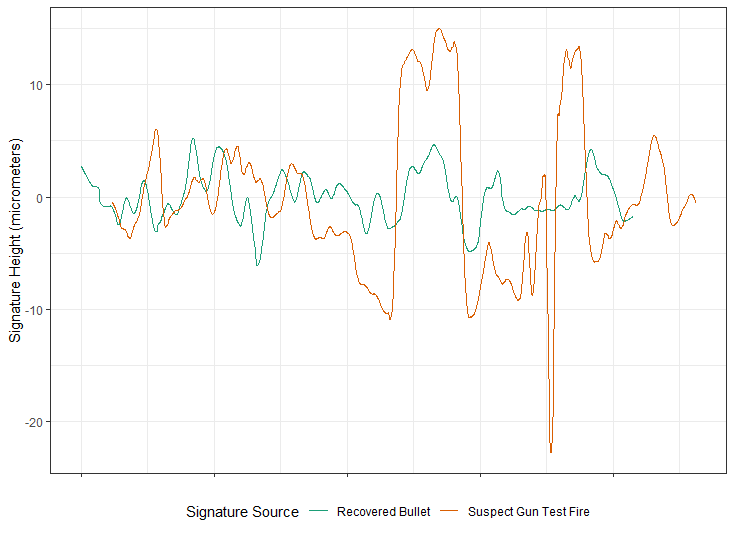 Signature Height (micrometers)
10
0
-10
-20
Signature Source
Recovered Bullet
Suspect Gun Test Fire